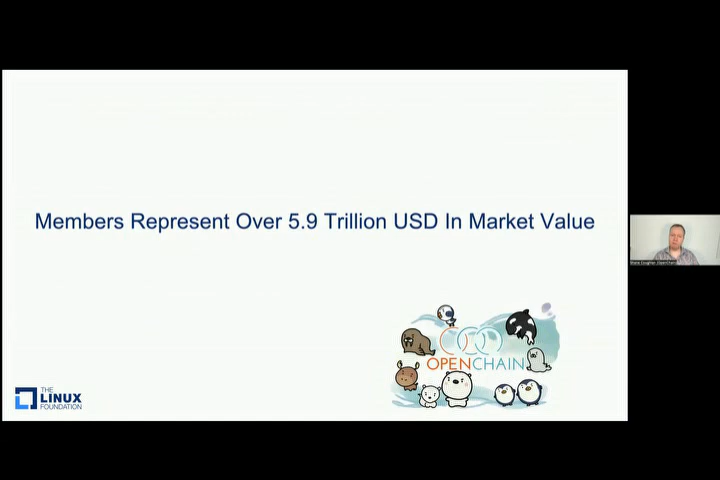 Members Represent Over 5.9 Trillion USD In Market Value
OPENCHAIN
THE
LINUX
FOUNDATION